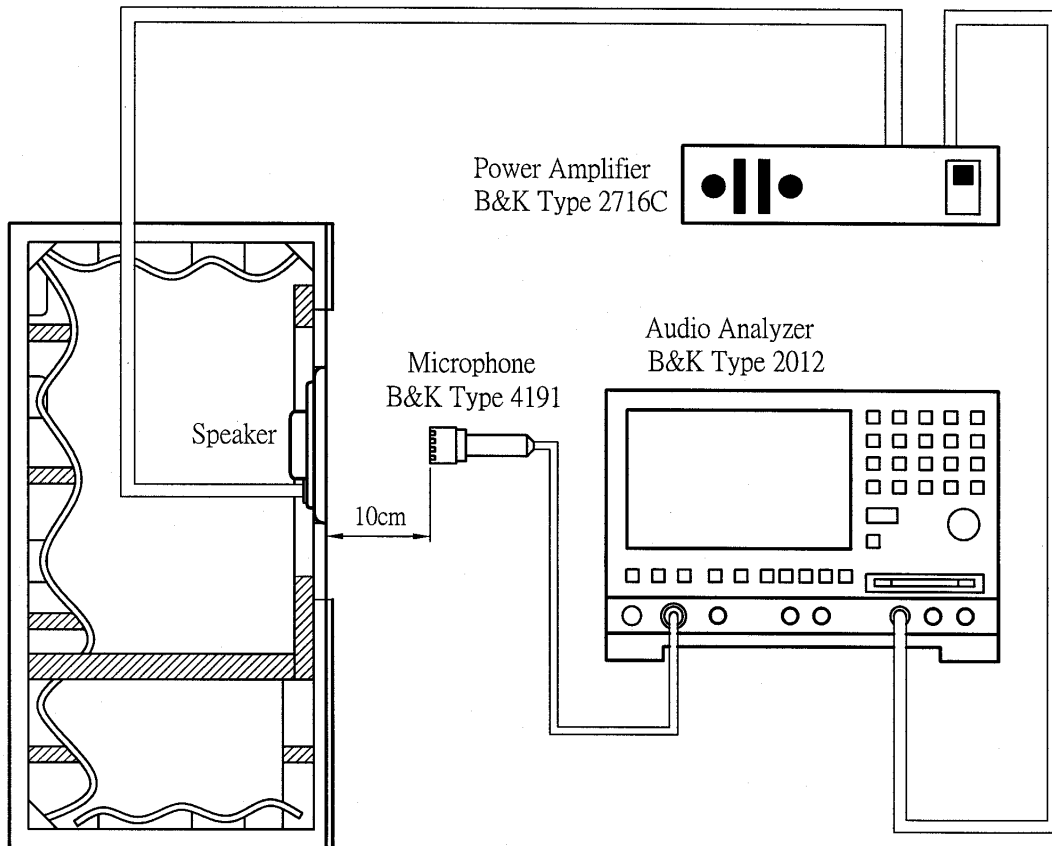 Power Amplifier
B&K Type 2716C
Audio Analyzer
B&K Type 2012
Microphone
B&K Type 4191
Speaker
10cm